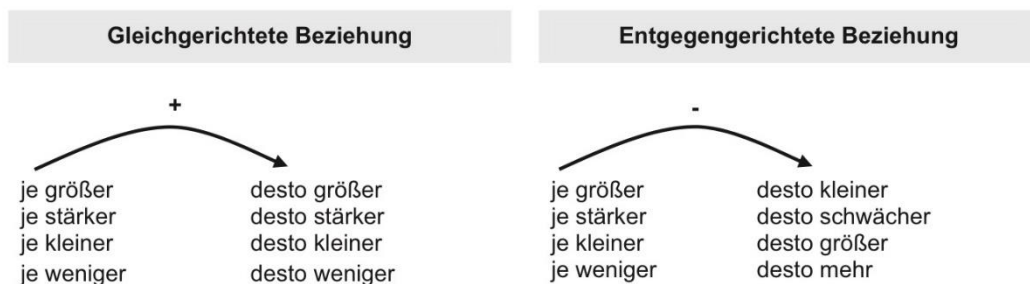 Gleichgerichtete Beziehung
+
je größer desto größer
je stärker desto stärker
je kleiner desto kleiner
je weniger desto weniger
Entgegengerichtete Beziehung
-
je größer desto kleiner
je stärker desto schwächer
je kleiner desto größer
je weniger desto mehr